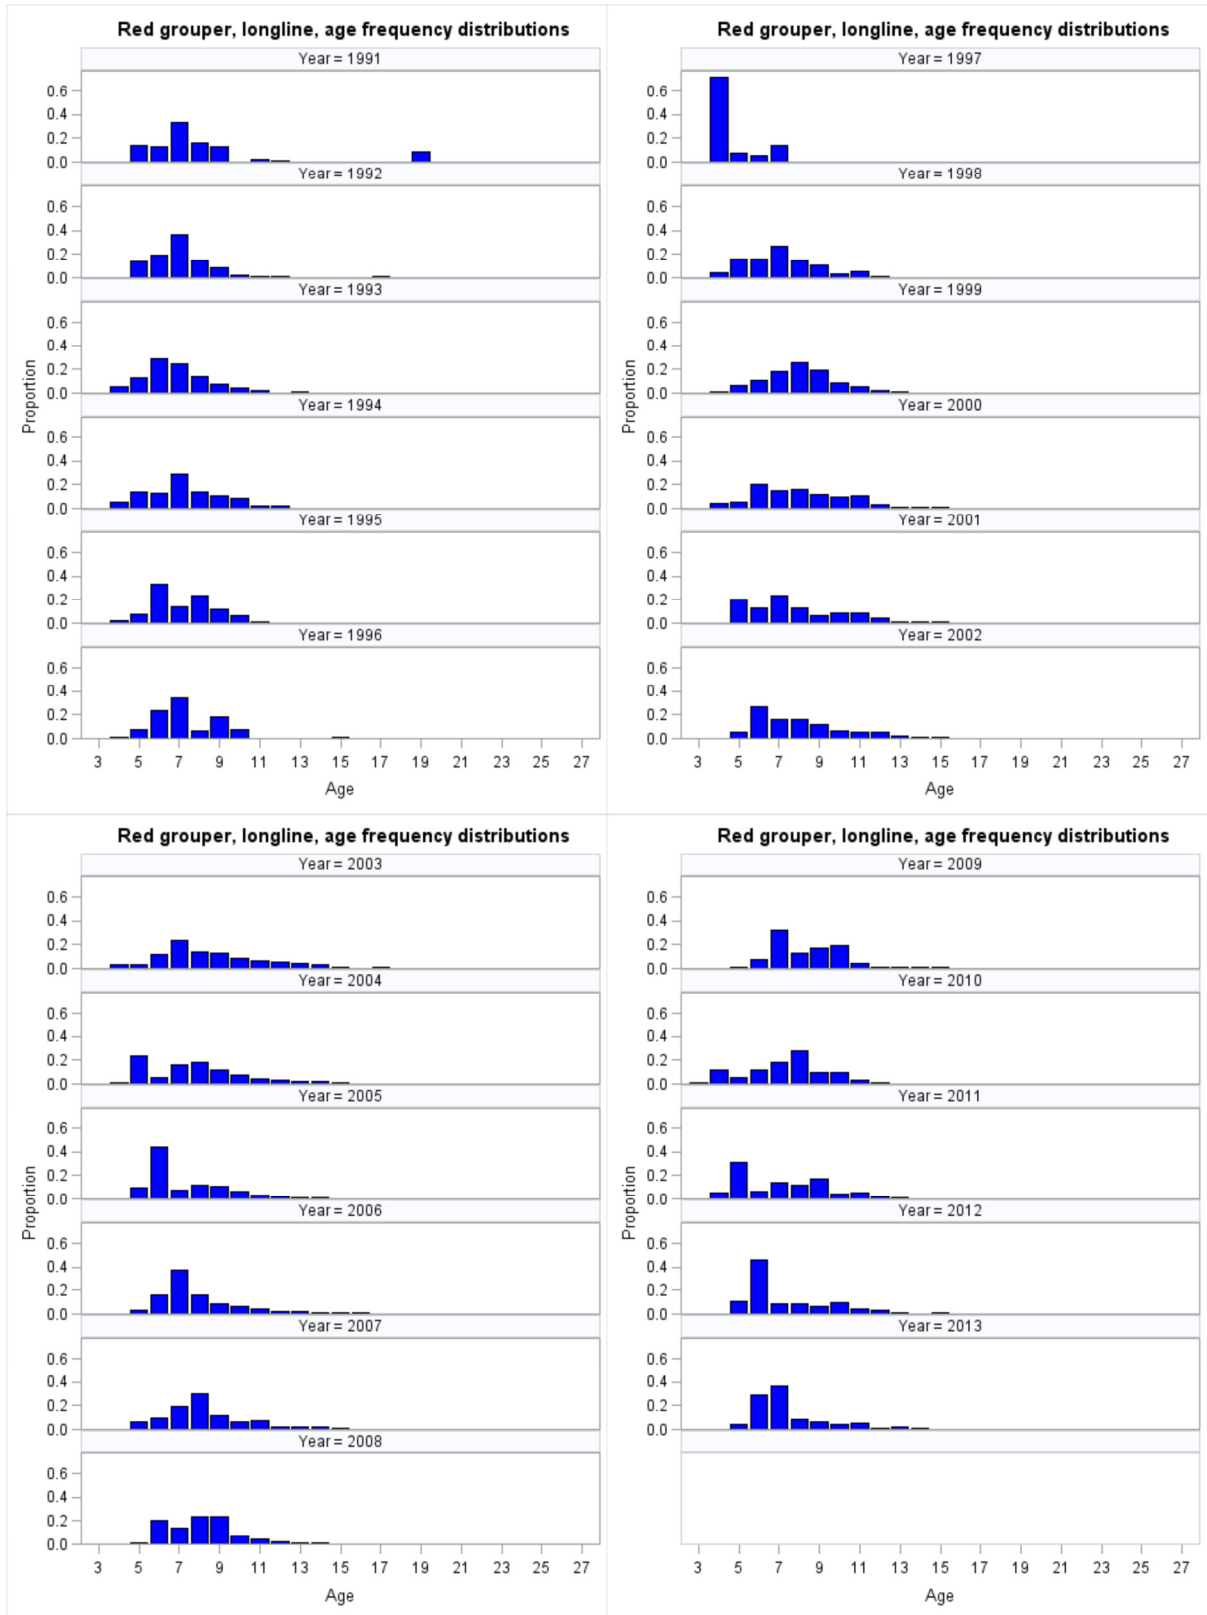 Red grouper, longline, age frequency distributions
Year = 1991
0.6
0.4
0.2
0.0
Year = 1992
0.6
0.4
0.2
0.0
Year = 1993
0.6
0.4
0.2
0.0
Year = 1994
0.6
0.4
0.2
0.0
Year = 1995
0.6
0.4
0.2
0.0
Year = 1996
0.6
0.4
0.2
0.0
Proportion
3 5 7 9 11 13 15 17 19 21 23 25 27
Age
Red grouper, longline, age frequency distributions
Year = 1997
0.6
0.4
0.2
0.0
Year = 1998
0.6
0.4
0.2
0.0
Year = 1999
0.6
0.4
0.2
0.0
Year = 2000
0.6
0.4
0.2
0.0
Year = 2001
0.6
0.4
0.2
0.0
Year = 2002
0.6
0.4
0.2
0.0
Proportion
3 5 7 9 11 13 15 17 19 21 23 25 27
Age
Red grouper, longline, age frequency distributions
Year = 2003
0.6
0.4
0.2
0.0
Year = 2004
0.6
0.4
0.2
0.0
Year = 2005
0.6
0.4
0.2
0.0
Year = 2006
0.6
0.4
0.2
0.0
Year = 2007
0.6
0.4
0.2
0.0
Year = 2008
0.6
0.4
0.2
0.0
Proportion
3 5 7 9 11 13 15 17 19 21 23 25 27
Age
Red grouper, longline, age frequency distributions
Year = 2009
0.6
0.4
0.2
0.0
Year = 2010
0.6
0.4
0.2
0.0
Year = 2011
0.6
0.4
0.2
0.0
Year = 2012
0.6
0.4
0.2
0.0
Year = 2013
0.6
0.4
0.2
0.0
Proportion
3 5 7 9 11 13 15 17 19 21 23 25 27
Age